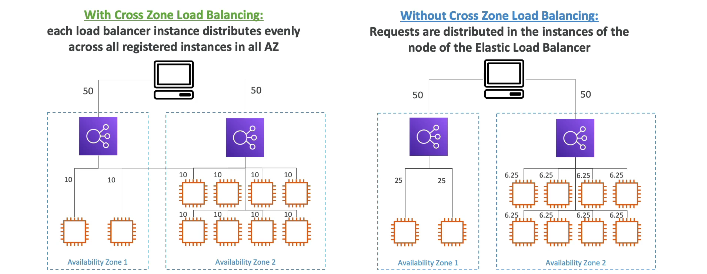 With Cross Zone Load Balancing:
each load balancer instance distributes evenly
across all registered instances in all AZ
50
50
10
10
10
10
10
10
10
10
10
10
Availability Zone 1
Availability Zone 2
Without Cross Zone Load Balancing:
Requests are distributed in the instances of the
node of the Elastic Load Balancer
50
50
25
25
6.25
6.25
6.25
6.25
6.25
6.25
6.25
6.25
Availability Zone 1
Availability Zone 2